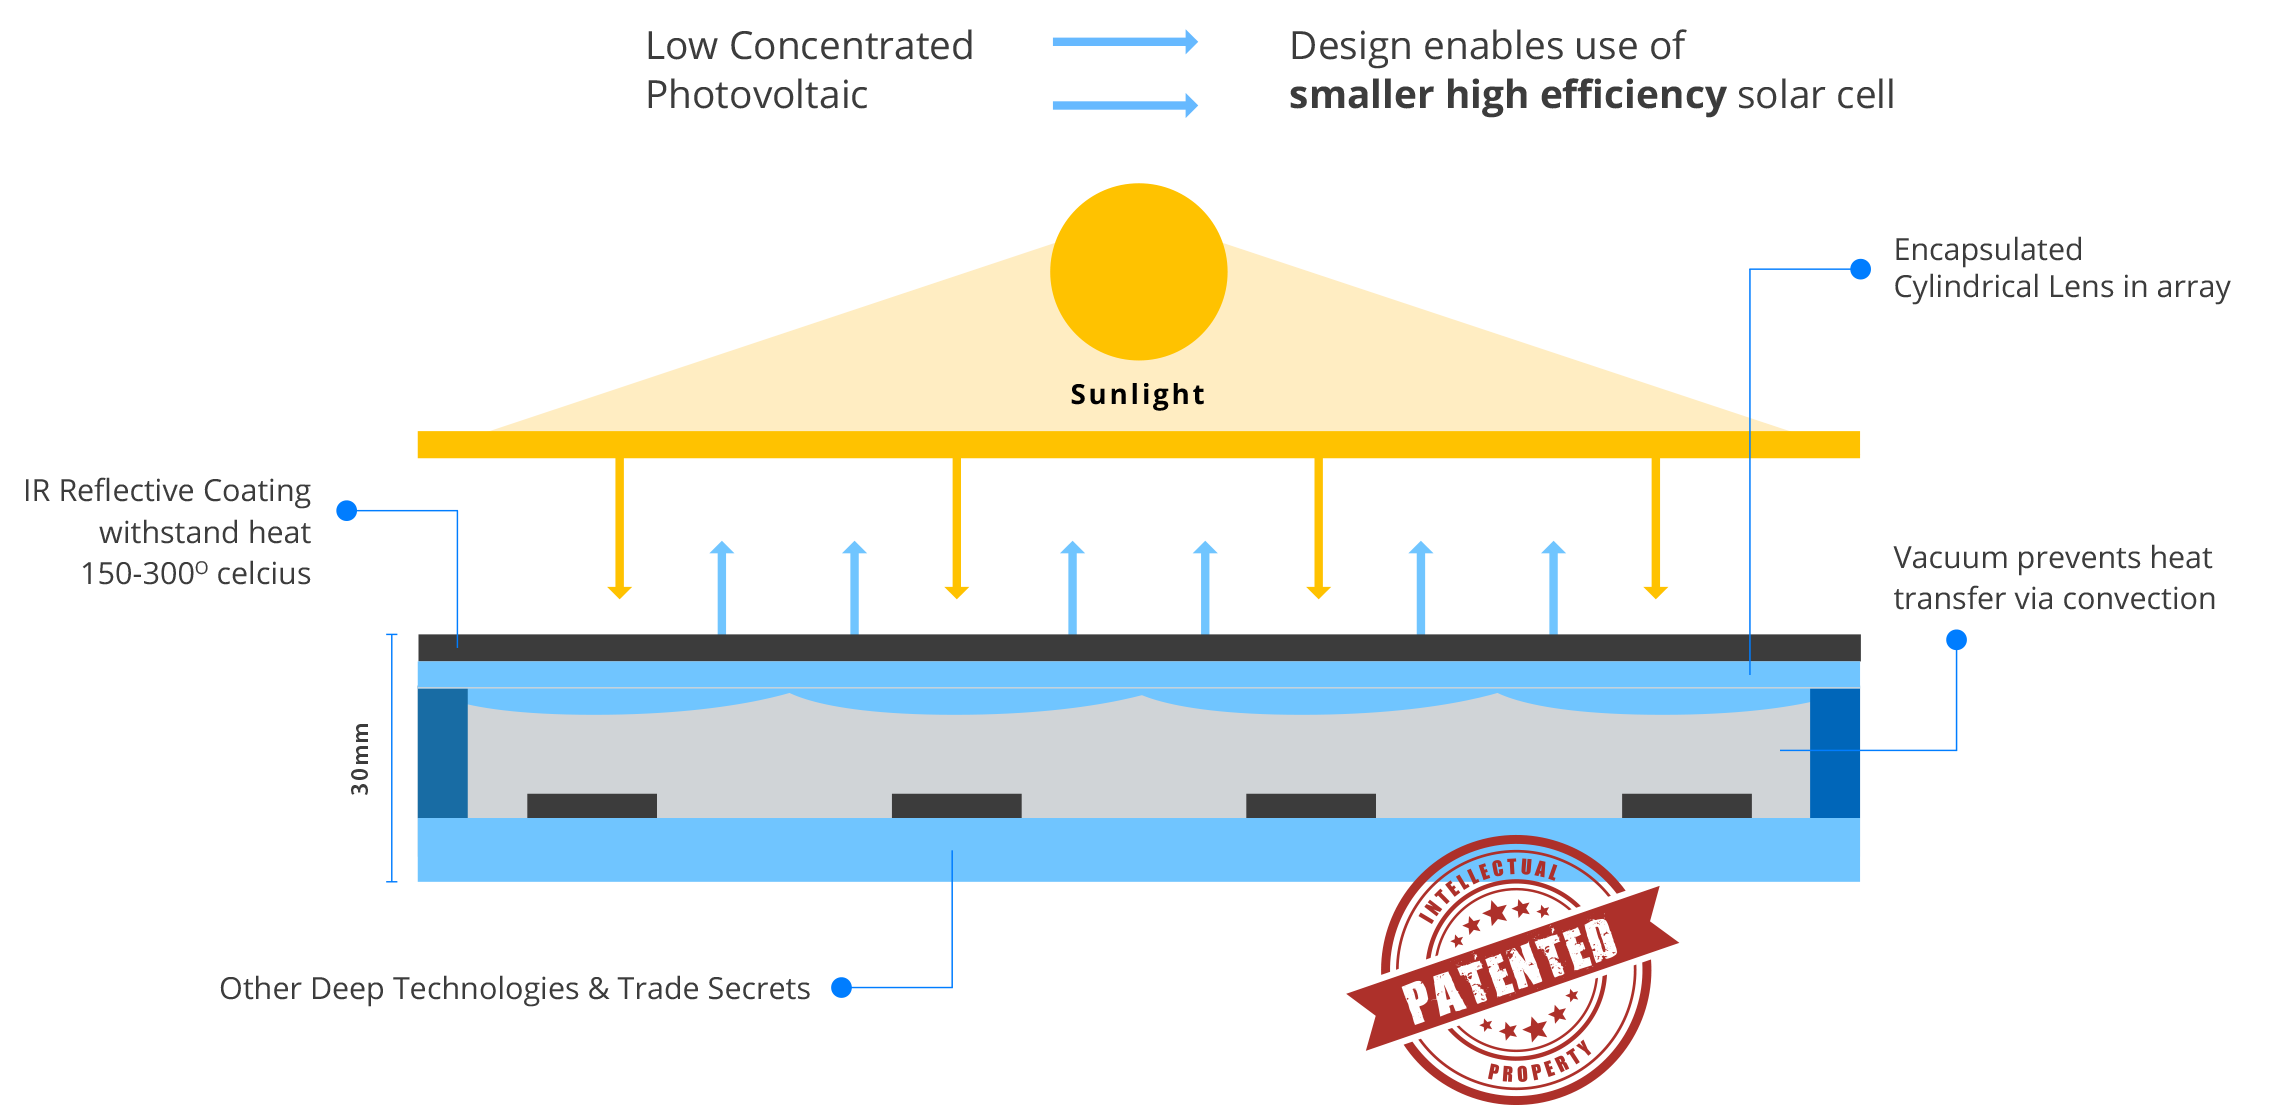 Low Concentrated
Photovoltaic
Design enables use of
smaller high efficiency solar cell
Sunlight
Encapsulated
Cylindrical Lens in array
IR Reflective Coating
withstand heat
150-300⁰ celcius
Vacuum prevents heat
transfer via convection
30mm
Other Deep Technologies & Trade Secrets
INTELLECTUAL
PATENTED
PROPERTY